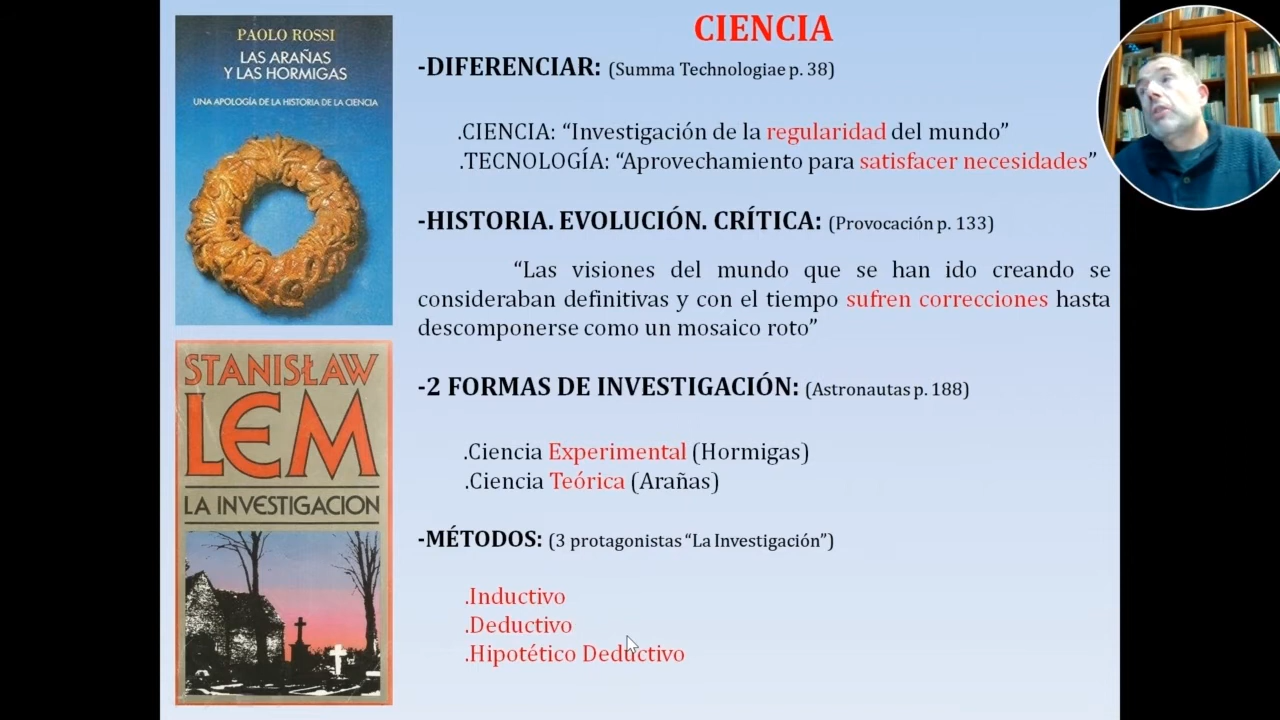 PAOLO ROSSI
LAS ARAÑAS
Y LAS HORMIGAS
UNA APOLOGÍA DE LA HISTORIA DE LA CIENCIA
STANISŁAW
LEM
LA INVESTIGACION
CIENCIA
-DIFERENCIAR: (Summa Technologiae p. 38)
.CIENCIA: “Investigación de la regularidad del mundo”
.TECNOLOGÍA: “Aprovechamiento para satisfacer necesidades”
-HISTORIA. EVOLUCIÓN. CRÍTICA: (Provocación p. 133)
“Las visiones del mundo que se han ido creando se
consideraban definitivas y con el tiempo sufren correcciones hasta
descomponerse como un mosaico roto”
-2 FORMAS DE INVESTIGACIÓN: (Astronautas p. 188)
.Ciencia Experimental (Hormigas)
.Ciencia Teórica (Arañas)
-MÉTODOS: (3 protagonistas “La Investigación”)
.Inductivo
.Deductivo
.Hipotético Deductivo